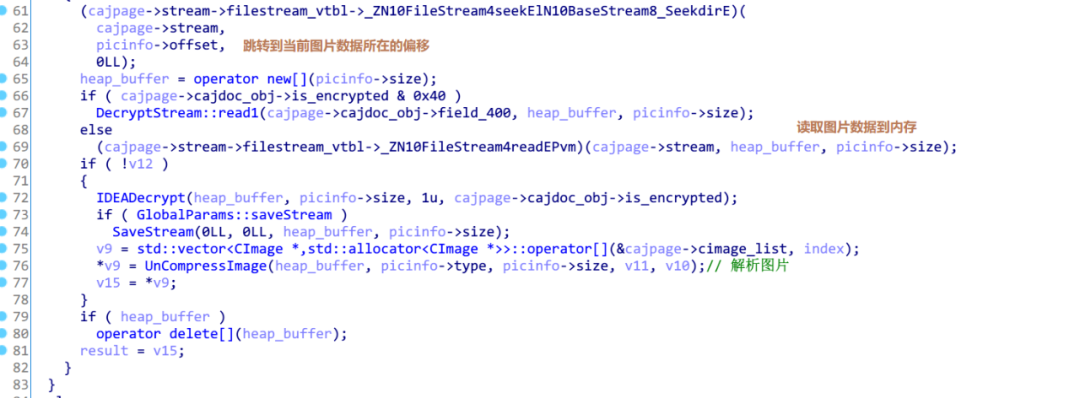 61 (cajpage->stream->filestream_vtbl->_ZN10FileStream4seekElN10BaseStream8_SeekdirE)(
62 cajpage->stream,
63 picinfo->offset, 跳转到当前图片数据所在的偏移
64 0LL);
65 heap_buffer = operator new[](picinfo->size);
66 if ( cajpage->cajdoc_obj->is_encrypted & 0x40 )
67 DecryptStream::read1(cajpage->cajdoc_obj->field_400, heap_buffer, picinfo->size);
68 else 读取图片数据到内存
69 (cajpage->stream->filestream_vtbl->_ZN10FileStream4readEPvm)(cajpage->stream, heap_buffer, picinfo->size);
70 if ( !v12 )
71 {
72 IDEADecrypt(heap_buffer, picinfo->size, 1u, cajpage->cajdoc_obj->is_encrypted);
73 if ( GlobalParams::saveStream )
74 SaveStream(0LL, 0LL, heap_buffer, picinfo->size);
75 v9 = std::vector<CImage *,std::allocator<CImage *>>::operator[](&cajpage->cimage_list, index);
76 *v9 = UnCompressImage(heap_buffer, picinfo->type, picinfo->size, v11, v10);// 解析图片
77 v15 = *v9;
78 }
79 if ( heap_buffer )
80 operator delete[](heap_buffer);
81 result = v15;
82 }
83 }